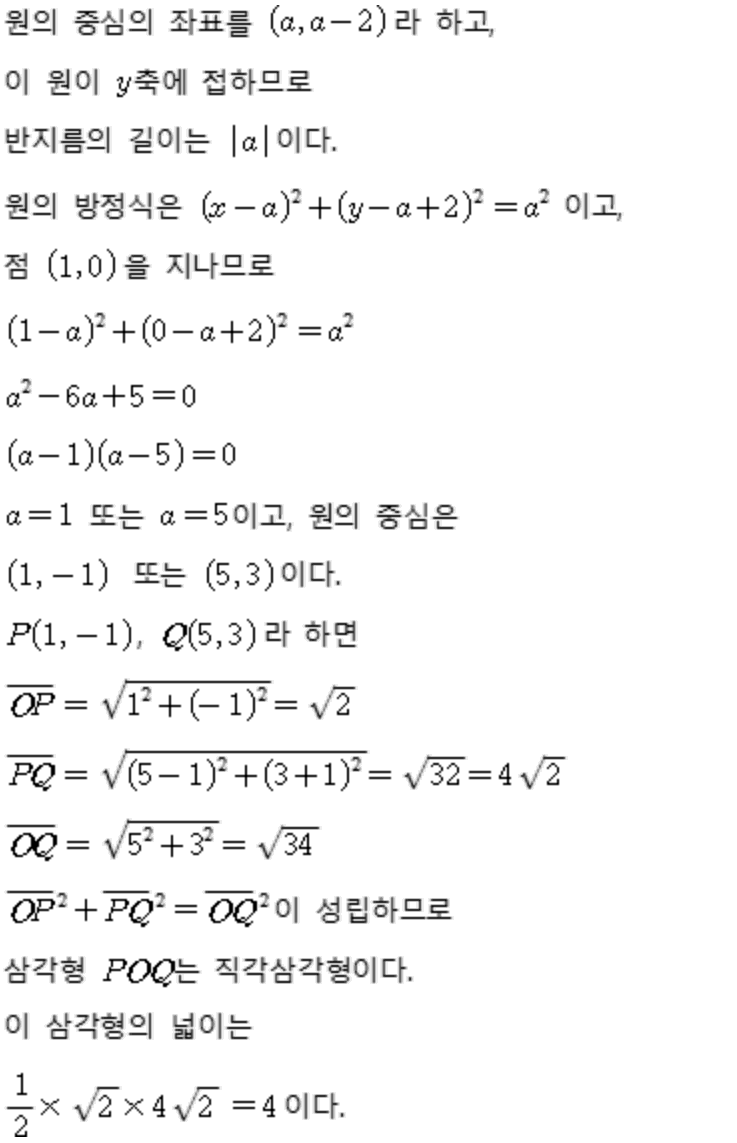 원의 중심의 좌표를 (a, a-2)라 하고,
이 원이 y축에 접하므로
반지름의 길이는 |a|이다.
원의 방정식은 (x-a)²+(y-a+2)²=a² 이고,
점 (1,0)을 지나므로
(1-a)²+(0-a+2)²=a²
a²-6a+5=0
(a-1)(a-5)=0
a=1 또는 a=5이고, 원의 중심은
(1,-1) 또는 (5,3)이다.
P(1,-1), Q(5,3)라 하면
O̅P̅ = √(1²+(-1)²) = √2
P̅Q̅ = √((5-1)²+(3+1)²) = √32 = 4√2
O̅Q̅ = √(5²+3²) = √34
O̅P̅²+P̅Q̅²=O̅Q̅²이 성립하므로
삼각형 POQ는 직각삼각형이다.
이 삼각형의 넓이는
1/2 × √2 × 4√2 = 4 이다.